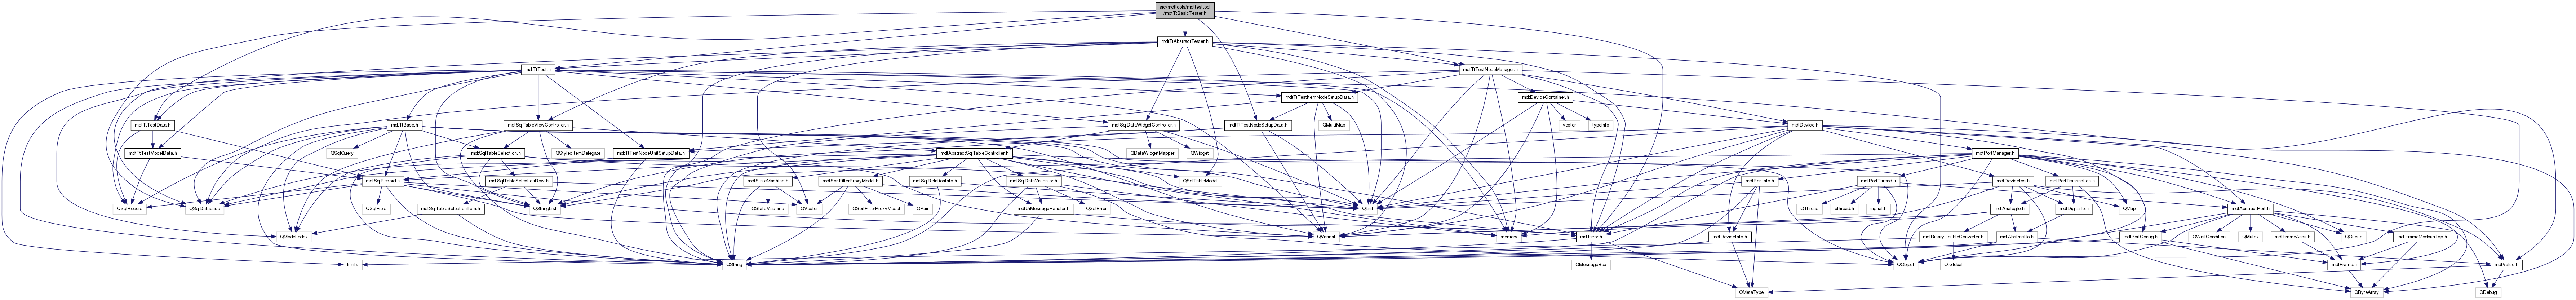 src/mdttools/mdttesttool
/mdtTtBasicTester.h
mdtTtAbstractTester.h
mdtTtTest.h
mdtTtTestNodeManager.h
mdtTtTestItemNodeSetupData.h
mdtDeviceContainer.h
mdtTtTestData.h
mdtTtBase.h
mdtSqlTableViewController.h
mdtSqlDataWidgetController.h
mdtTtTestNodeSetupData.h
QMultiMap
vector
typeinfo
mdtDevice.h
mdtTtTestModelData.h
QSqlQuery
mdtSqlTableSelection.h
QStyledItemDelegate
mdtTtTestNodeUnitSetupData.h
QDataWidgetMapper
QWidget
mdtAbstractSqlTableController.h
mdtPortManager.h
mdtSqlRecord.h
mdtSqlTableSelectionRow.h
mdtStateMachine.h
mdtSortFilterProxyModel.h
mdtSqlRelationInfo.h
mdtSqlDataValidator.h
QSqlTableModel
mdtPortInfo.h
mdtPortThread.h
mdtDeviceIos.h
mdtPortTransaction.h
QSqlRecord
QSqlDatabase
QSqlField
mdtSqlTableSelectionItem.h
QStringList
QStateMachine
QVector
QSortFilterProxyModel
QPair
mdtUiMessageHandler.h
QSqlError
QList
QThread
pthread.h
signal.h
mdtAnalogIo.h
mdtDigitalIo.h
QMap
mdtAbstractPort.h
QModelIndex
QVariant
memory
mdtError.h
mdtDeviceInfo.h
mdtBinaryDoubleConverter.h
mdtAbstractIo.h
mdtPortConfig.h
QWaitCondition
QMutex
mdtFrameAscii.h
QQueue
mdtFrameModbusTcp.h
limits
QString
QMessageBox
QObject
QtGlobal
mdtFrame.h
mdtValue.h
QMetaType
QByteArray
QDebug